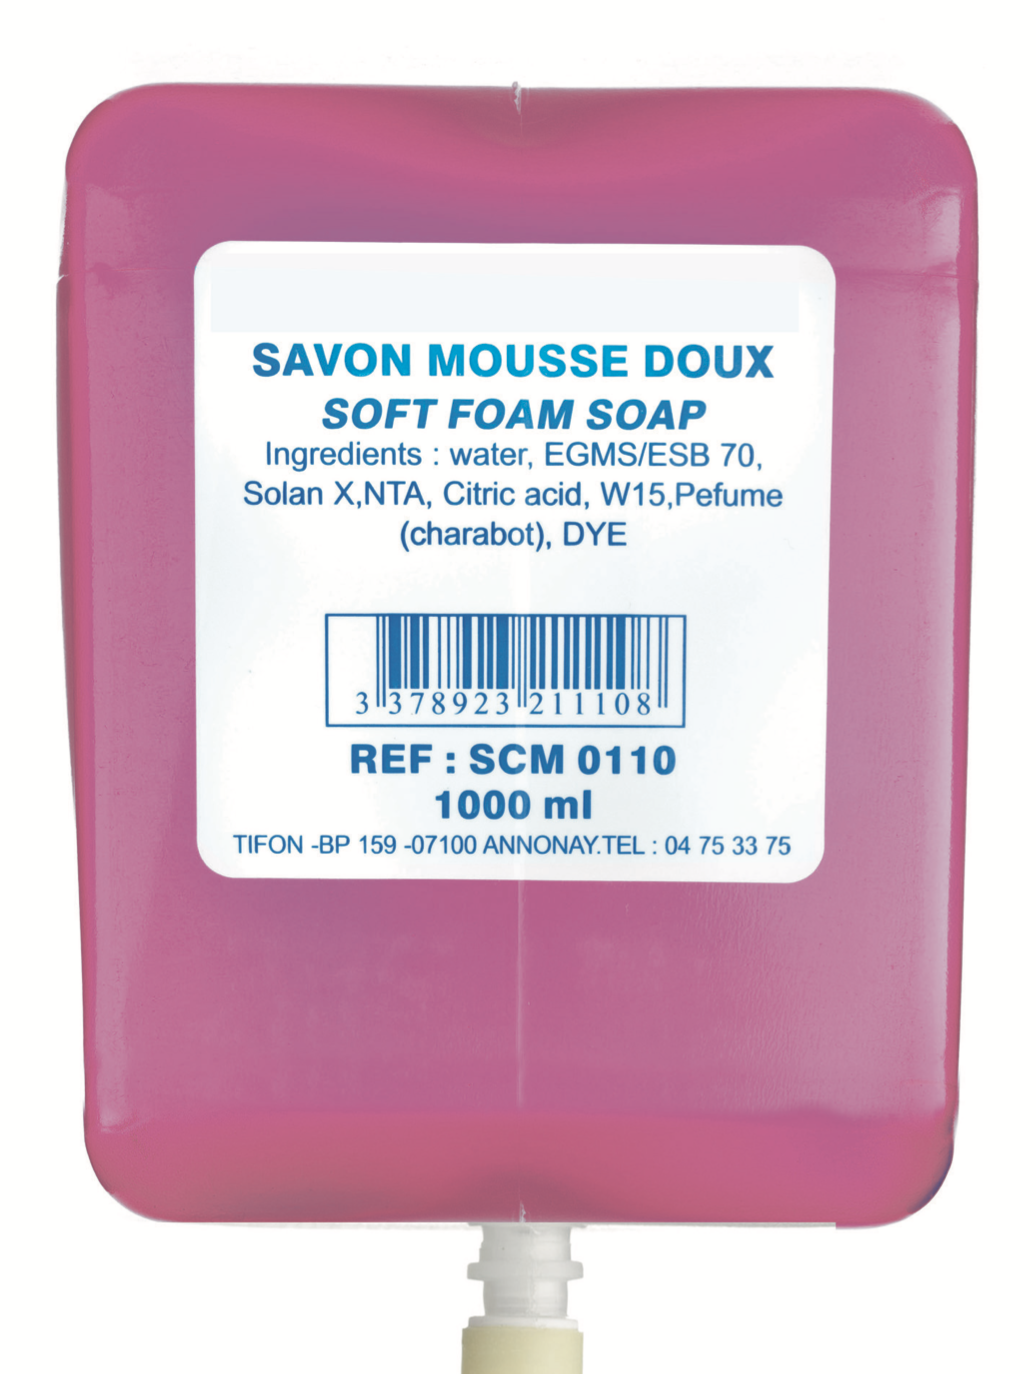 SAVON MOUSSE DOUX
SOFT FOAM SOAP
Ingredients : water, EGMS/ESB 70,
Solan X,NTA, Citric acid, W15,Pefume
(charabot), DYE
3 378923 211108
REF : SCM 0110
1000 ml
TIFON -BP 159 -07100 ANNONAY.TEL : 04 75 33 75